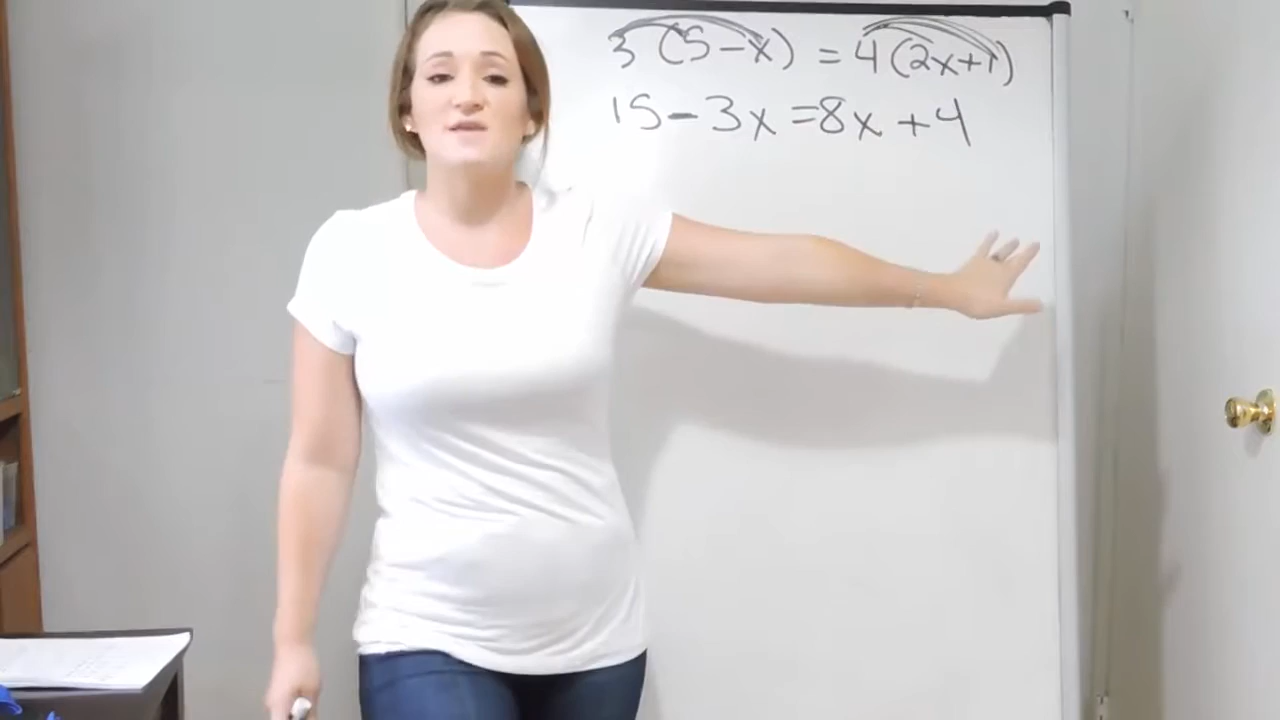 3(5-x) = 4(2x+1)
15-3x=8x+4